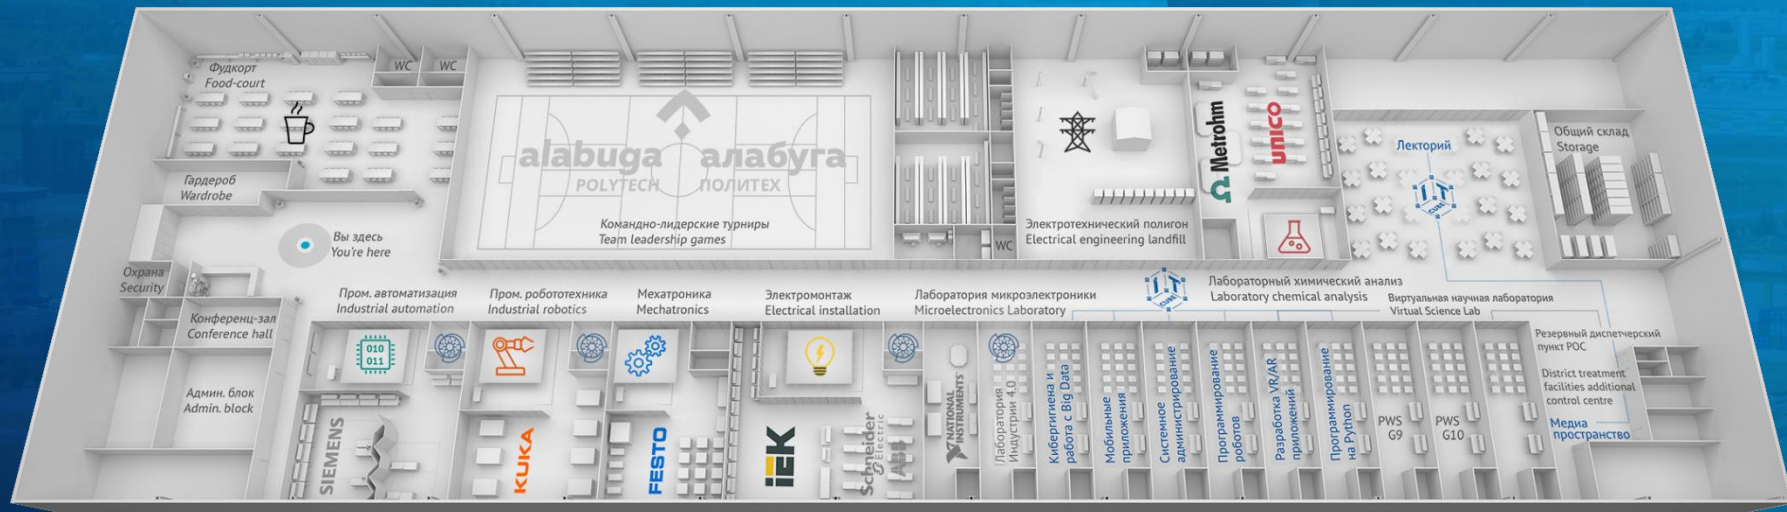 Фудкорт
Food-court
WC
WC
Гардероб
Wardrobe
Вы здесь
You're here
Охрана
Security
Конференц-зал
Conference hall
Админ. блок
Admin. block
alabuga
POLYTECH
алабуга
ПОЛИТЕХ
Командно-лидерские турниры
Team leadership games
WC
Электротехнический полигон
Electrical engineering landfill
Metrohm
UNICO
Лекторий
IT
Общий склад
Storage
Пром. автоматизация
Industrial automation
Пром. робототехника
Industrial robotics
Мехатроника
Mechatronics
Электромонтаж
Electrical installation
Лаборатория микроэлектроники
Microelectronics Laboratory
IT
Лабораторный химический анализ
Laboratory chemical analysis
Виртуальная научная лаборатория
Virtual Science Lab
Резервный диспетчерский
пункт РОС
District treatment
facilities additional
control centre
Медиа
пространство
010
011
SIEMENS
KUKA
FESTO
IEK
Schneider
Electric
ABB
NATIONAL
INSTRUMENTS
Лаборатория
Индустрии 4.0
Кибергигиена и
работа с Big Data
Мобильные
приложения
Системное
администрирование
Программирование
роботов
Разработка VR/AR
приложений
Программирование
на Python
PWS
G9
PWS
G10